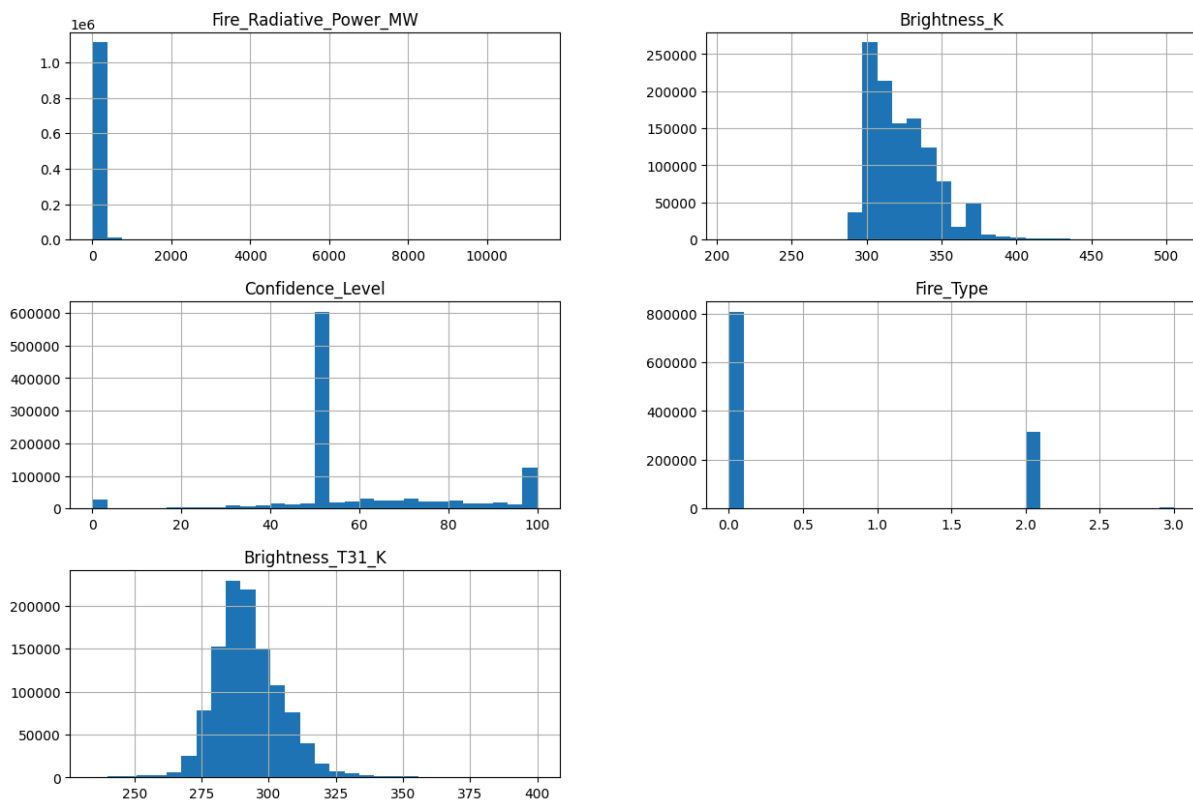 Fire_Radiative_Power_MW
1e6
1.0
0.8
0.6
0.4
0.2
0.0
0 2000 4000 6000 8000 10000
Brightness_K
250000
200000
150000
100000
50000
0
200 250 300 350 400 450 500
Confidence_Level
600000
500000
400000
300000
200000
100000
0
0 20 40 60 80 100
Fire_Type
800000
600000
400000
200000
0
0.0 0.5 1.0 1.5 2.0 2.5 3.0
Brightness_T31_K
200000
150000
100000
50000
0
250 275 300 325 350 375 400